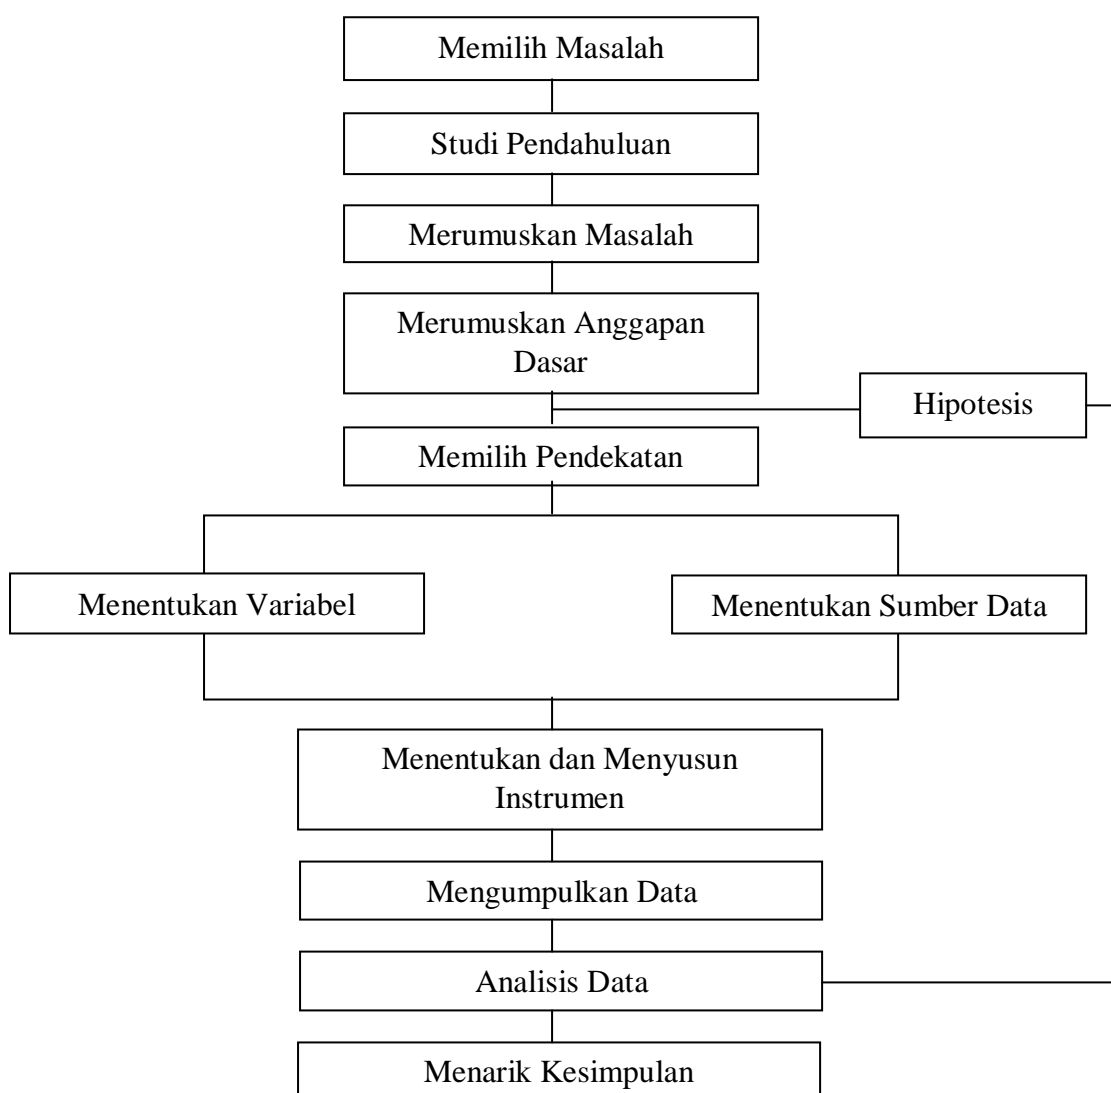 Memilih Masalah
Studi Pendahuluan
Merumuskan Masalah
Merumuskan Anggapan
Dasar
Hipotesis
Memilih Pendekatan
Menentukan Variabel
Menentukan Sumber Data
Menentukan dan Menyusun
Instrumen
Mengumpulkan Data
Analisis Data
Menarik Kesimpulan